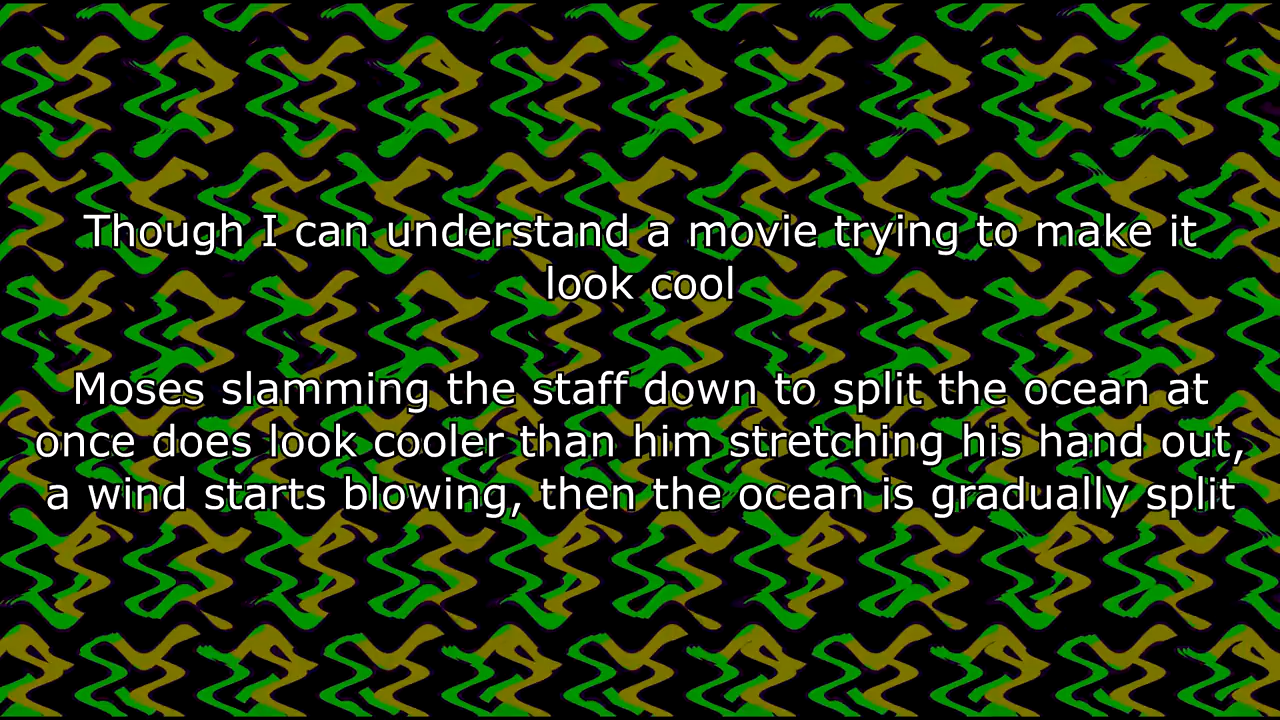 Though I can understand a movie trying to make it
look cool
Moses slamming the staff down to split the ocean at
once does look cooler than him stretching his hand out,
a wind starts blowing, then the ocean is gradually split